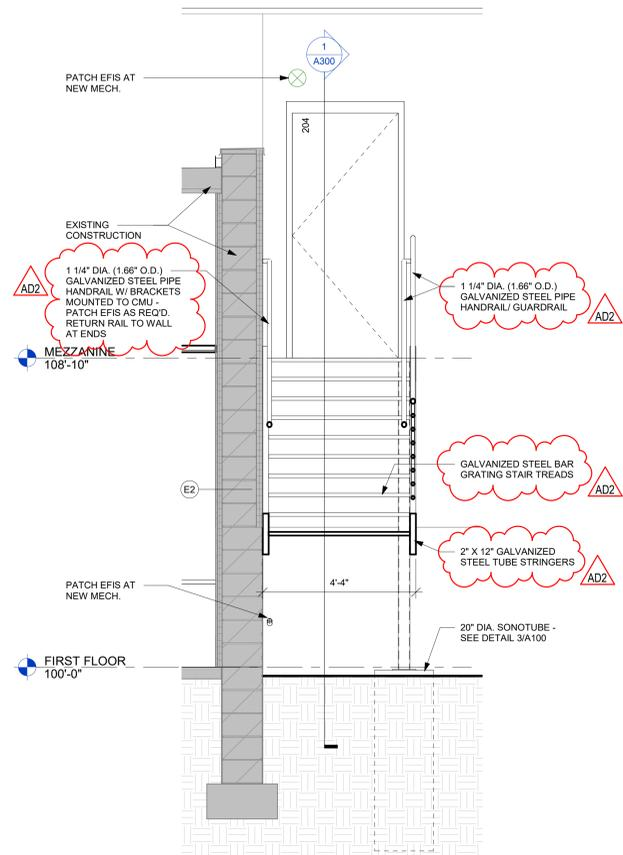 1
A300
PATCH EFIS AT
NEW MECH.
204
EXISTING
CONSTRUCTION
AD2
1 1/4" DIA. (1.66" O.D.)
GALVANIZED STEEL PIPE
HANDRAIL W/ BRACKETS
MOUNTED TO CMU -
PATCH EFIS AS REQ'D.
RETURN RAIL TO WALL
AT ENDS
1 1/4" DIA. (1.66" O.D.)
GALVANIZED STEEL PIPE
HANDRAIL/ GUARDRAIL
AD2
MEZZANINE
108'-10"
GALVANIZED STEEL BAR
GRATING STAIR TREADS
AD2
E2
2" X 12" GALVANIZED
STEEL TUBE STRINGERS
AD2
4'-4"
PATCH EFIS AT
NEW MECH.
20" DIA. SONOTUBE -
SEE DETAIL 3/A100
FIRST FLOOR
100'-0"